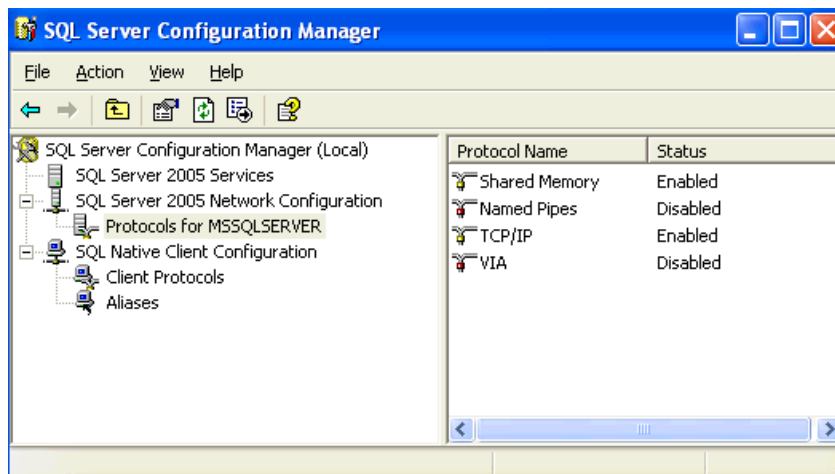 SQL Server Configuration Manager
File Action View Help
SQL Server Configuration Manager (Local)
SQL Server 2005 Services
SQL Server 2005 Network Configuration
Protocols for MSSQLSERVER
SQL Native Client Configuration
Client Protocols
Aliases
Protocol Name Status
Shared Memory Enabled
Named Pipes Disabled
TCP/IP Enabled
VIA Disabled